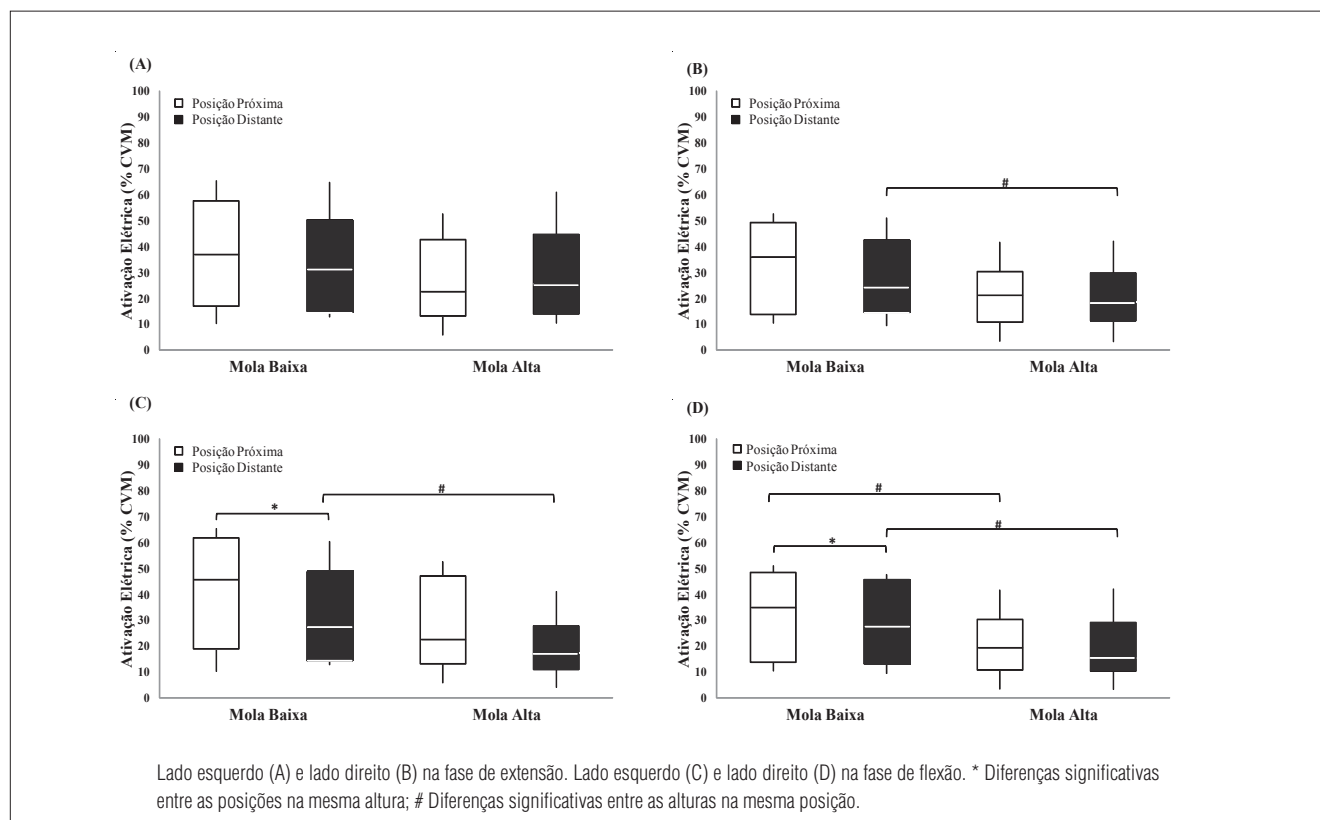 (A)
Posição Próxima
Posição Distante
Ativaçào Elétrica (% CVM)
100
90
80
70
60
50
40
30
20
10
0
Mola Baixa
Mola Alta
(B)
Posição Próxima
Posição Distante
Ativação Elétrica (% CVM)
100
90
80
70
60
50
40
30
20
10
0
#
Mola Baixa
Mola Alta
(C)
Posição Próxima
Posição Distante
Ativação Elétrica (% CVM)
100
90
80
70
60
50
40
30
20
10
0
*
#
Mola Baixa
Mola Alta
(D)
Posição Próxima
Posição Distante
Ativação Elétrica (% CVM)
100
90
80
70
60
50
40
30
20
10
0
#
#
*
Mola Baixa
Mola Alta
Lado esquerdo (A) e lado direito (B) na fase de extensão. Lado esquerdo (C) e lado direito (D) na fase de flexão. * Diferenças significativas
entre as posições na mesma altura; # Diferenças significativas entre as alturas na mesma posição.